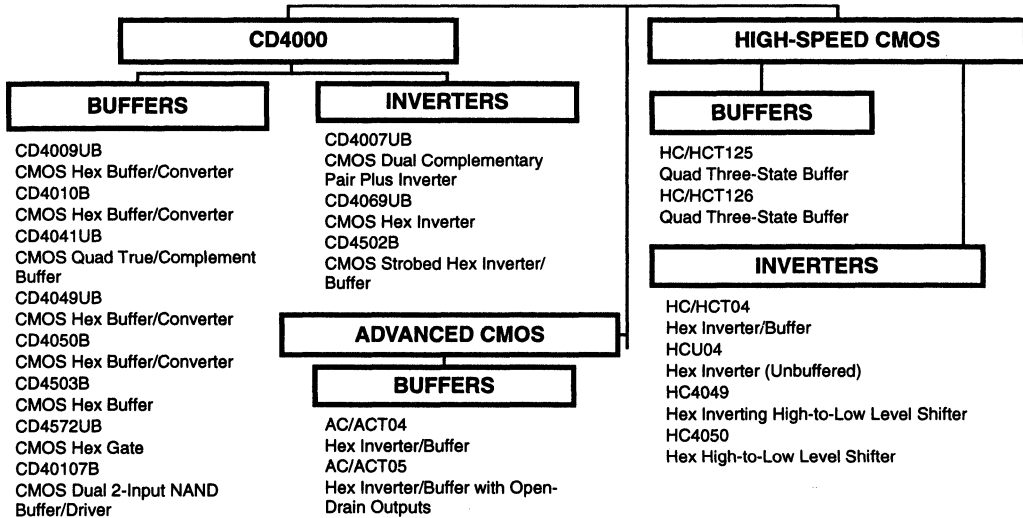 CD4000
BUFFERS
CD4009UB
CMOS Hex Buffer/Converter
CD4010B
CMOS Hex Buffer/Converter
CD4041UB
CMOS Quad True/Complement
Buffer
CD4049UB
CMOS Hex Buffer/Converter
CD4050B
CMOS Hex Buffer/Converter
CD4503B
CMOS Hex Buffer
CD4572UB
CMOS Hex Gate
CD40107B
CMOS Dual 2-Input NAND
Buffer/Driver
INVERTERS
CD4007UB
CMOS Dual Complementary
Pair Plus Inverter
CD4069UB
CMOS Hex Inverter
CD4502B
CMOS Strobed Hex Inverter/
Buffer
ADVANCED CMOS
BUFFERS
AC/ACT04
Hex Inverter/Buffer
AC/ACT05
Hex Inverter/Buffer with Open-
Drain Outputs
HIGH-SPEED CMOS
BUFFERS
HC/HCT125
Quad Three-State Buffer
HC/HCT126
Quad Three-State Buffer
INVERTERS
HC/HCT04
Hex Inverter/Buffer
HCU04
Hex Inverter (Unbuffered)
HC4049
Hex Inverting High-to-Low Level Shifter
HC4050
Hex High-to-Low Level Shifter